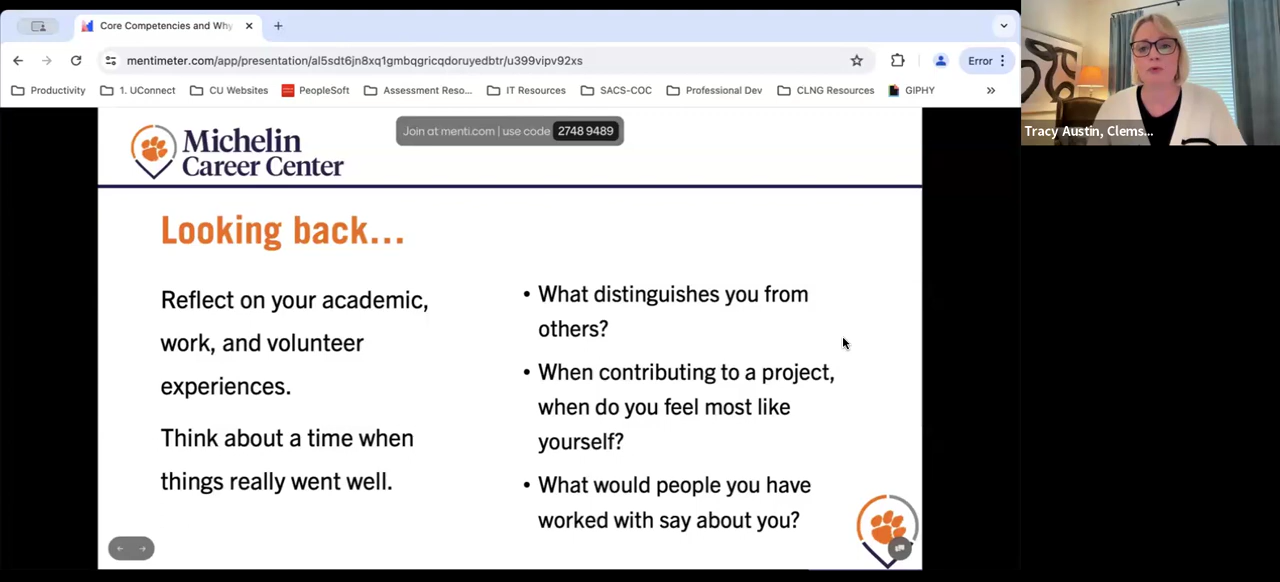 Core Competencies and Why
mentimeter.com/app/presentation/al5sdt6jn8xq1gmbqgricqdoruyedbtr/u399vipv92xs
Error
Productivity
1. UConnect
CU Websites
PeopleSoft
Assessment Reso...
IT Resources
SACS-COC
Professional Dev
CLNG Resources
GIPHY
Tracy Austin, Clems...
Join at menti.com | use code 2748 9489
Michelin
Career Center
Looking back...
Reflect on your academic,
work, and volunteer
experiences.
Think about a time when
things really went well.
• What distinguishes you from
others?
• When contributing to a project,
when do you feel most like
yourself?
• What would people you have
worked with say about you?